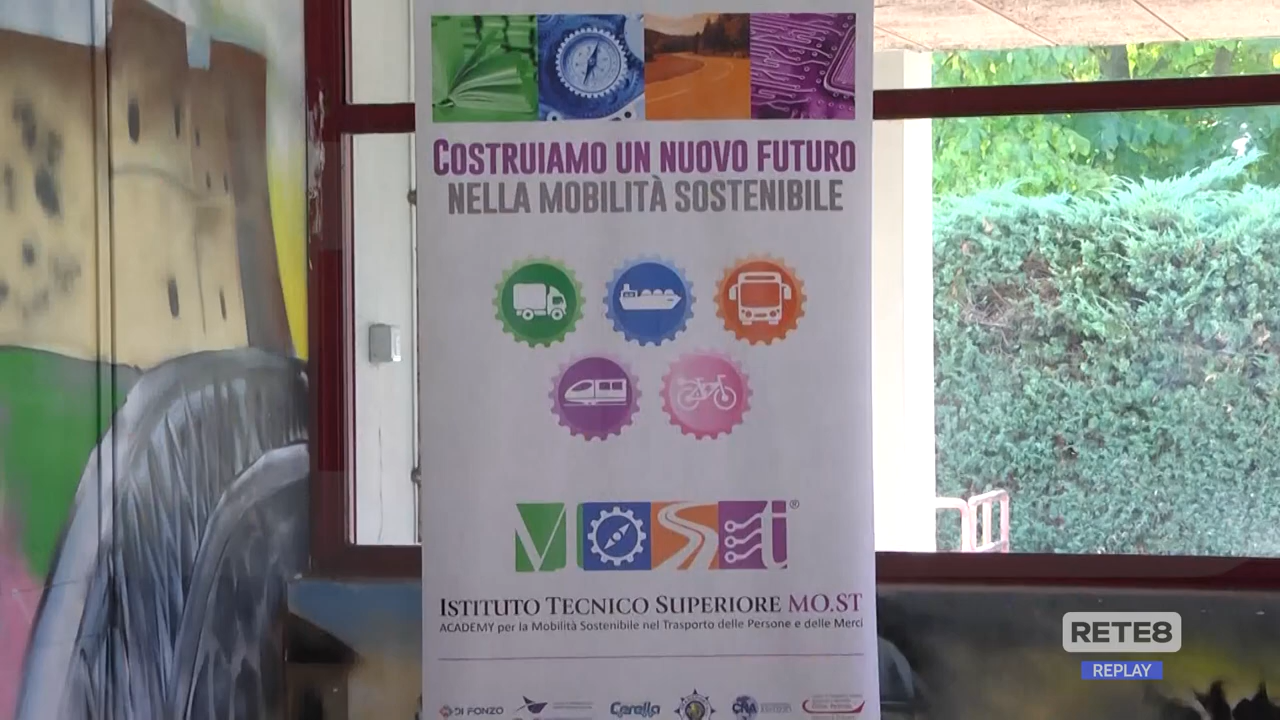 COSTRUIAMO UN NUOVO FUTURO
NELLA MOBILITÀ SOSTENIBILE
MOST®
ISTITUTO TECNICO SUPERIORE MO.ST
ACADEMY per la Mobilità Sostenibile nel Trasporto delle Persone e delle Merci
DI FONZO
Carella
CNA
RETE8
REPLAY